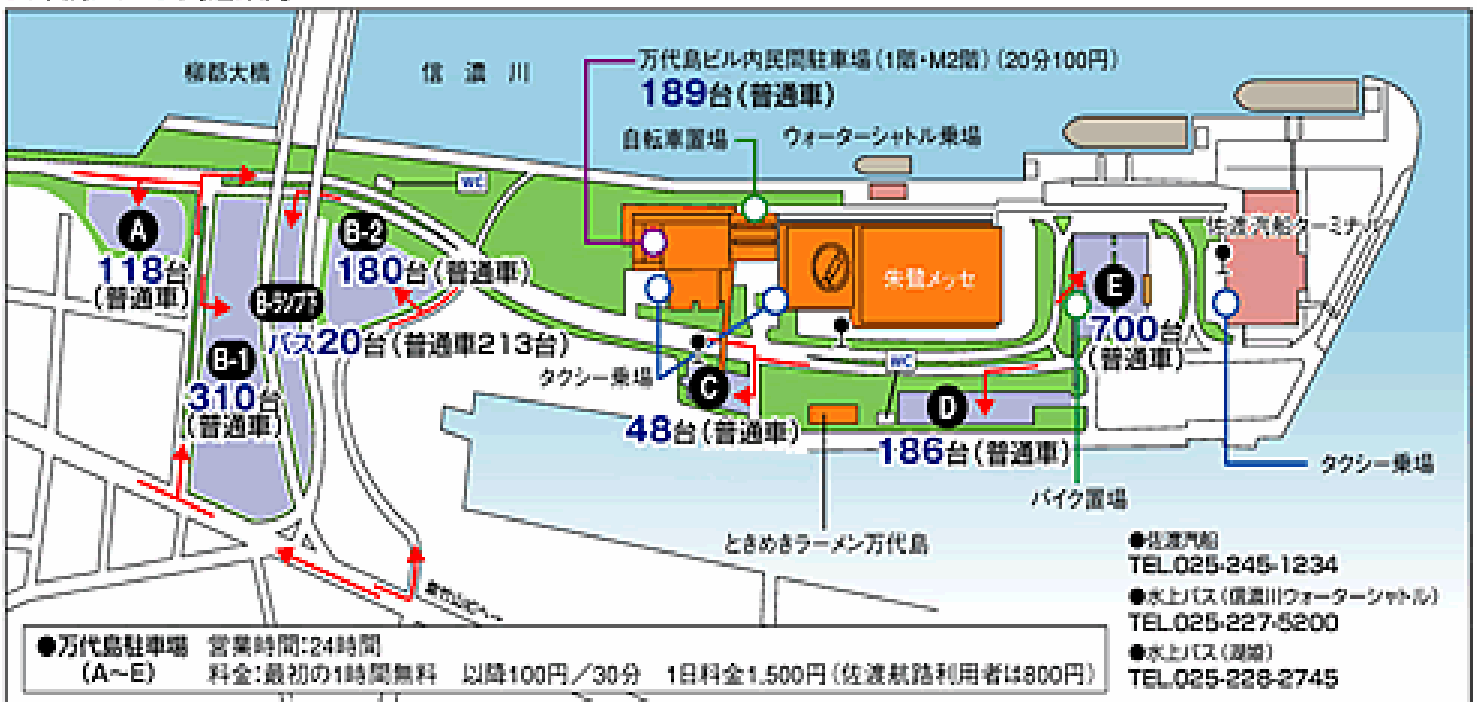 柳都大橋
信濃川
万代島ビル内民間駐車場(1階・M2階)(20分100円)
189台(普通車)
自転車置場
ウォーターシャトル乗場
WC
A
118台
(普通車)
B-2
180台(普通車)
B-ランプ下
バス20台(普通車213台)
B-1
310台
(普通車)
朱鷺メッセ
佐渡汽船ターミナル
E
700台
(普通車)
タクシー乗場
C
48台(普通車)
WC
D
186台(普通車)
タクシー乗場
バイク置場
ときめきラーメン万代島
●佐渡汽船
TEL.025-245-1234
●水上バス(信濃川ウォーターシャトル)
TEL.025-227-5200
●水上バス
TEL.025-228-2745
●万代島駐車場 営業時間:24時間
(A~E) 料金:最初の1時間無料 以降100円/30分 1日料金1,500円(佐渡航路利用者は800円)